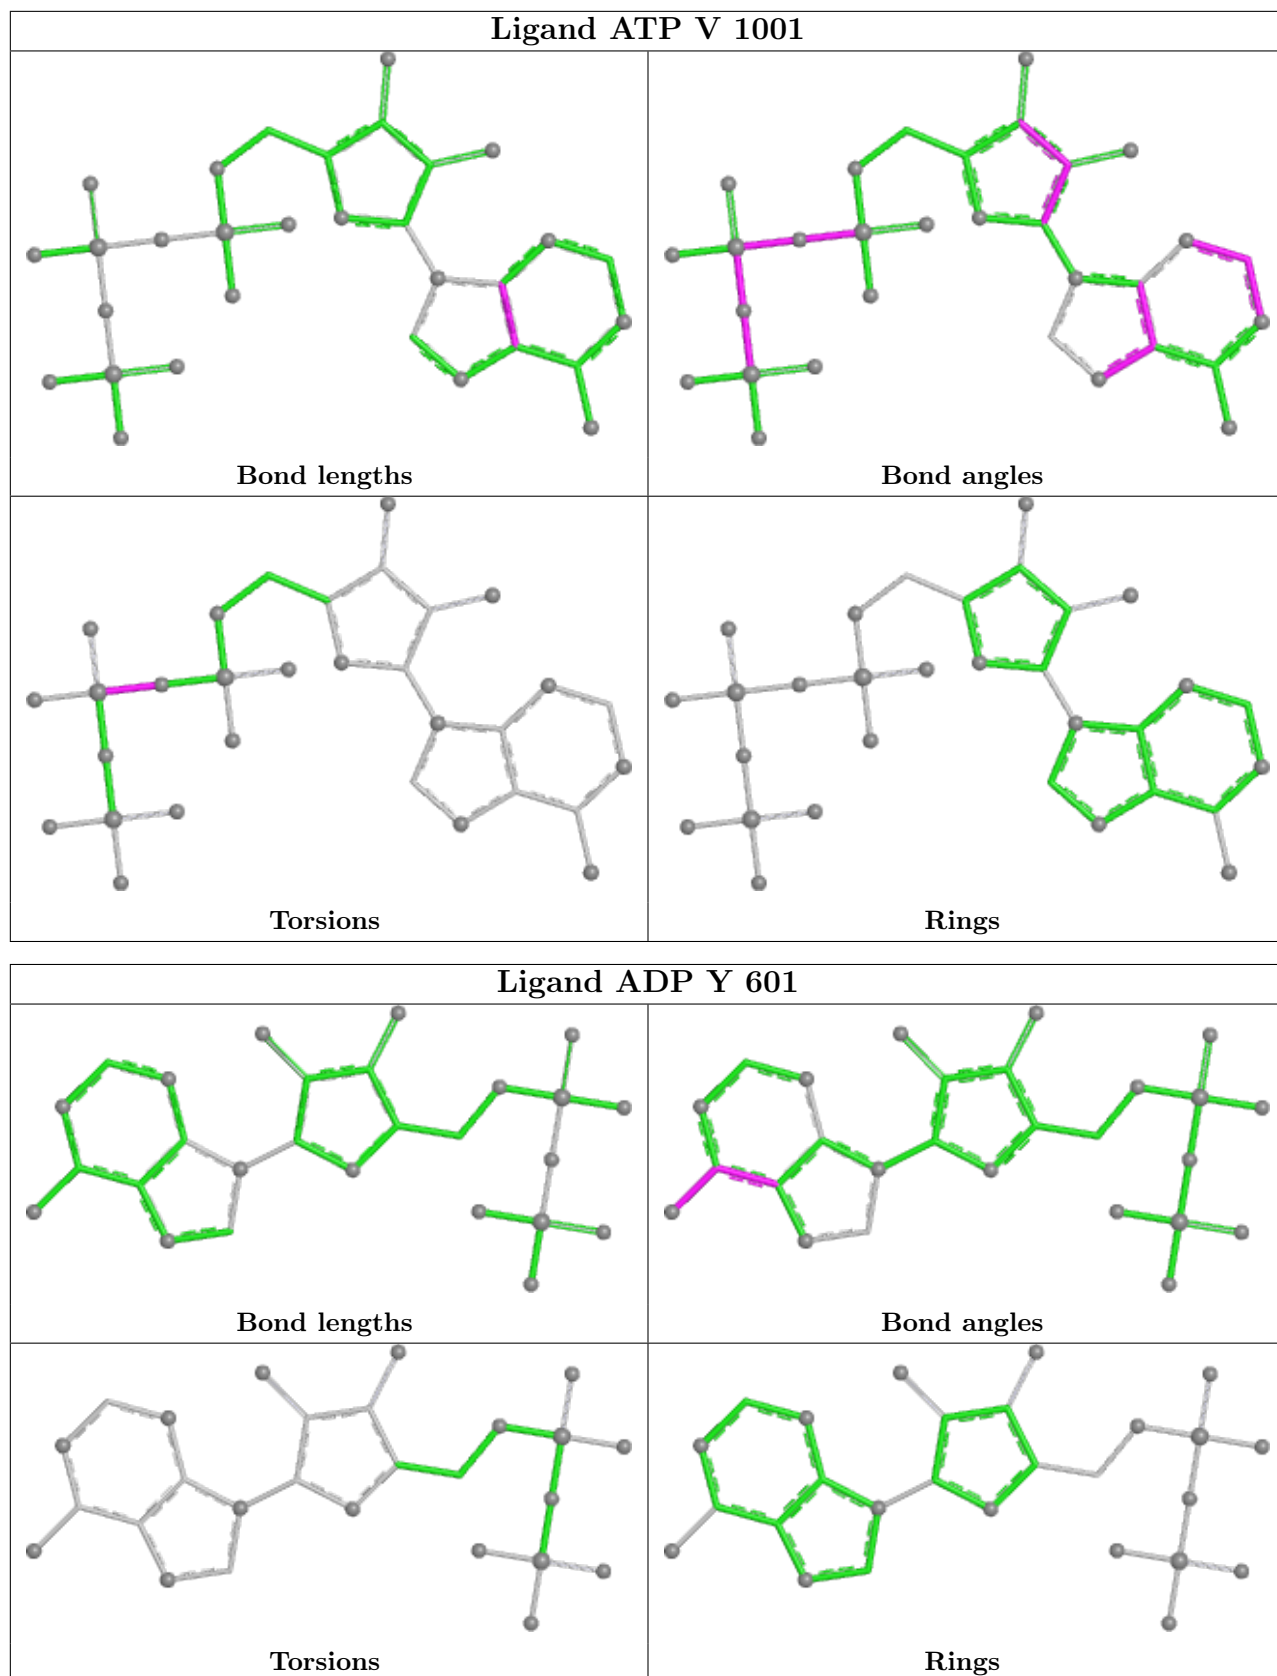 Ligand ATP V 1001
Bond lengths
Bond angles
Torsions
Rings
Ligand ADP Y 601
Bond lengths
Bond angles
Torsions
Rings